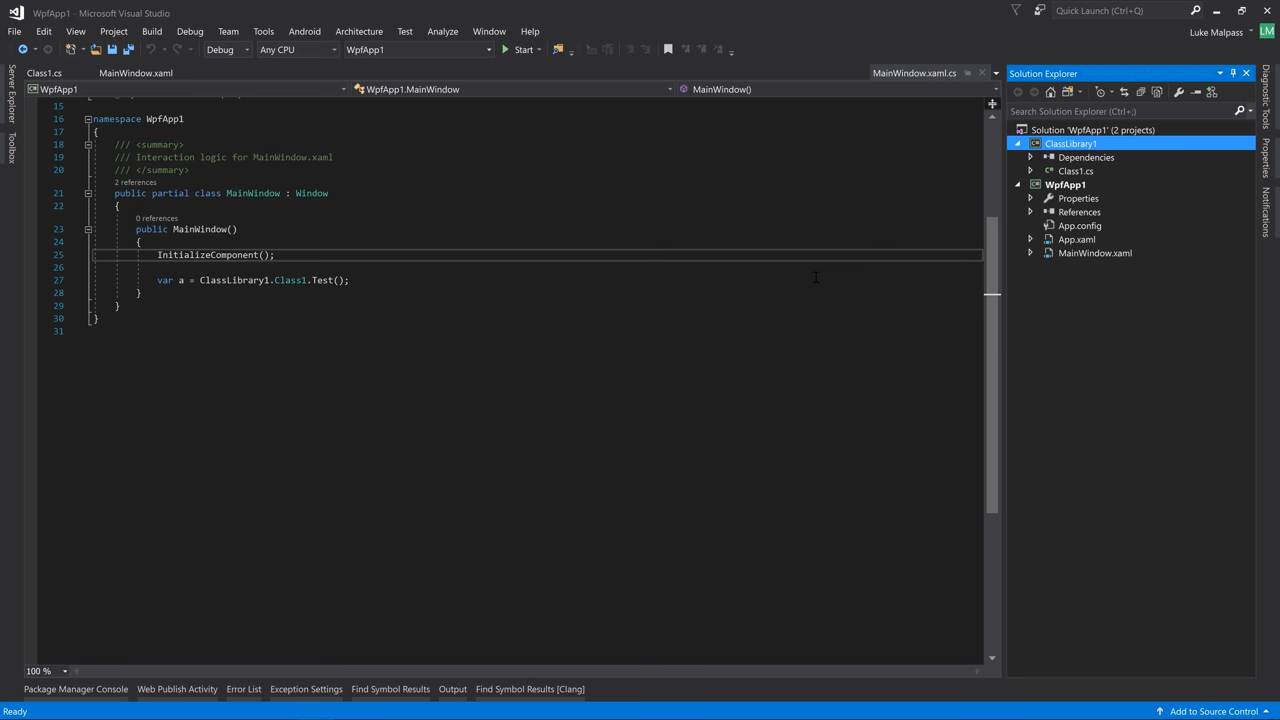 WpfApp1 - Microsoft Visual Studio
Quick Launch (Ctrl+Q)
File Edit View Project Build Debug Team Tools Android Architecture Test Analyze Window Help
Luke Malpass LM
Debug Any CPU WpfApp1 Start
Class1.cs MainWindow.xaml MainWindow.xaml.cs
WpfApp1 WpfApp1.MainWindow MainWindow()
Server Explorer
Toolbox
15
16 namespace WpfApp1
17 {
18 /// <summary>
19 /// Interaction logic for MainWindow.xaml
20 /// </summary>
2 references
21 public partial class MainWindow : Window
22 {
0 references
23 public MainWindow()
24 {
25 InitializeComponent();
26
27 var a = ClassLibrary1.Class1.Test();
28 }
29 }
30 }
31
100 %
Solution Explorer
Search Solution Explorer (Ctrl+;)
Solution 'WpfApp1' (2 projects)
ClassLibrary1
Dependencies
Class1.cs
WpfApp1
Properties
References
App.config
App.xaml
MainWindow.xaml
Diagnostic Tools
Properties
Notifications
Package Manager Console Web Publish Activity Error List Exception Settings Find Symbol Results Output Find Symbol Results [Clang]
Ready Add to Source Control